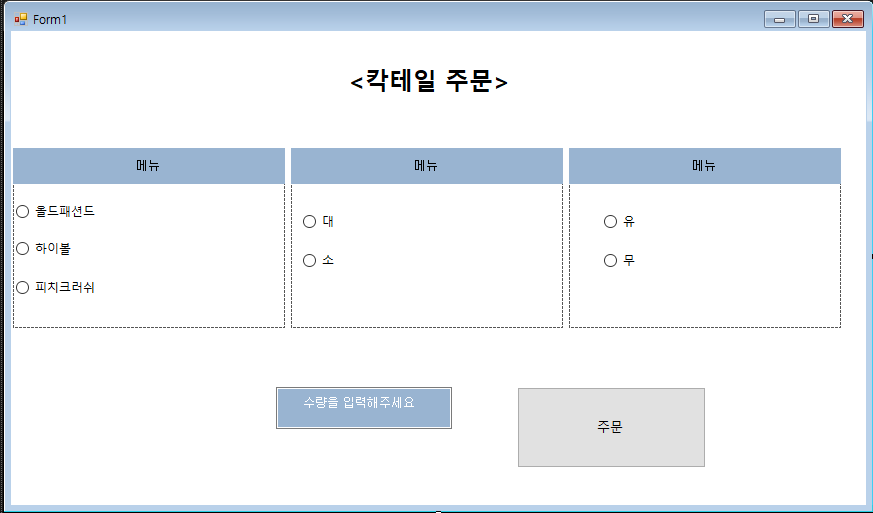 Form1
<칵테일 주문>
메뉴
메뉴
메뉴
올드패션드
하이볼
피치크러쉬
대
소
유
무
수량을 입력해주세요
주문